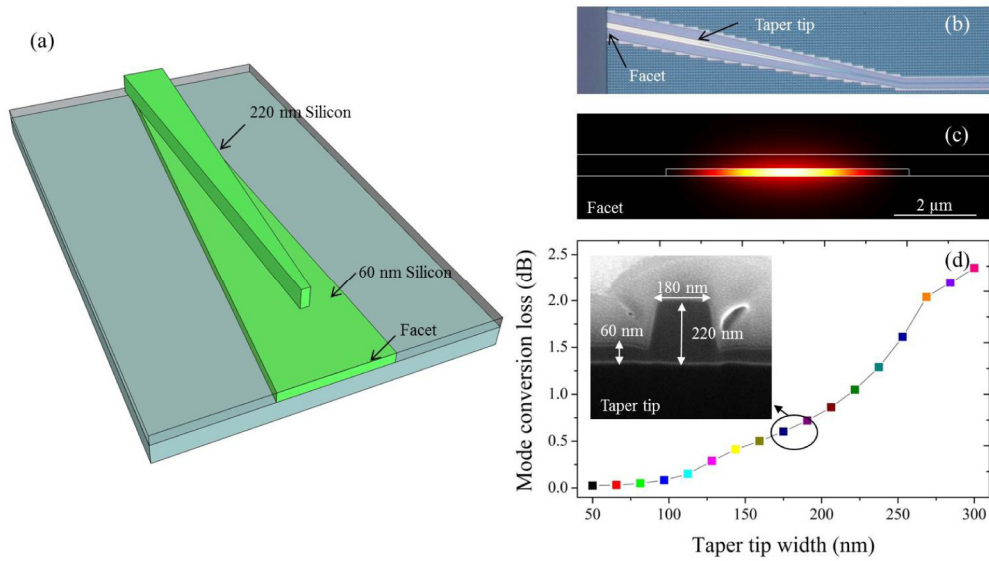 (a)
220 nm Silicon
60 nm Silicon
Facet
(b)
Taper tip
Facet
(c)
Facet
2 µm
(d)
Mode conversion loss (dB)
2.5
2.0
1.5
1.0
0.5
0.0
180 nm
60 nm
220 nm
Taper tip
50 100 150 200 250 300
Taper tip width (nm)